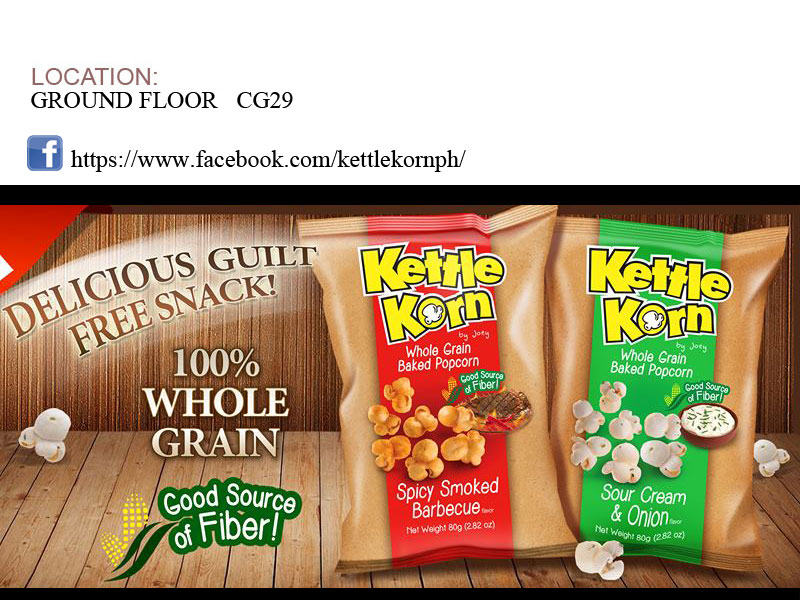 LOCATION:
GROUND FLOOR CG29
f https://www.facebook.com/kettlekornph/
DELICIOUS GUILT
FREE SNACK!
100%
WHOLE
GRAIN
Good Source
of Fiber!
Kettle
Korn
by Joey
Whole Grain
Baked Popcorn
Good Source
of Fiber!
Spicy Smoked
Barbecue flavor
Net Weight 80g (2.82 oz)
Kettle
Korn
by Joey
Whole Grain
Baked Popcorn
Good Source
of Fiber!
Sour Cream
& Onion flavor
Net Weight 80g (2.82 oz)